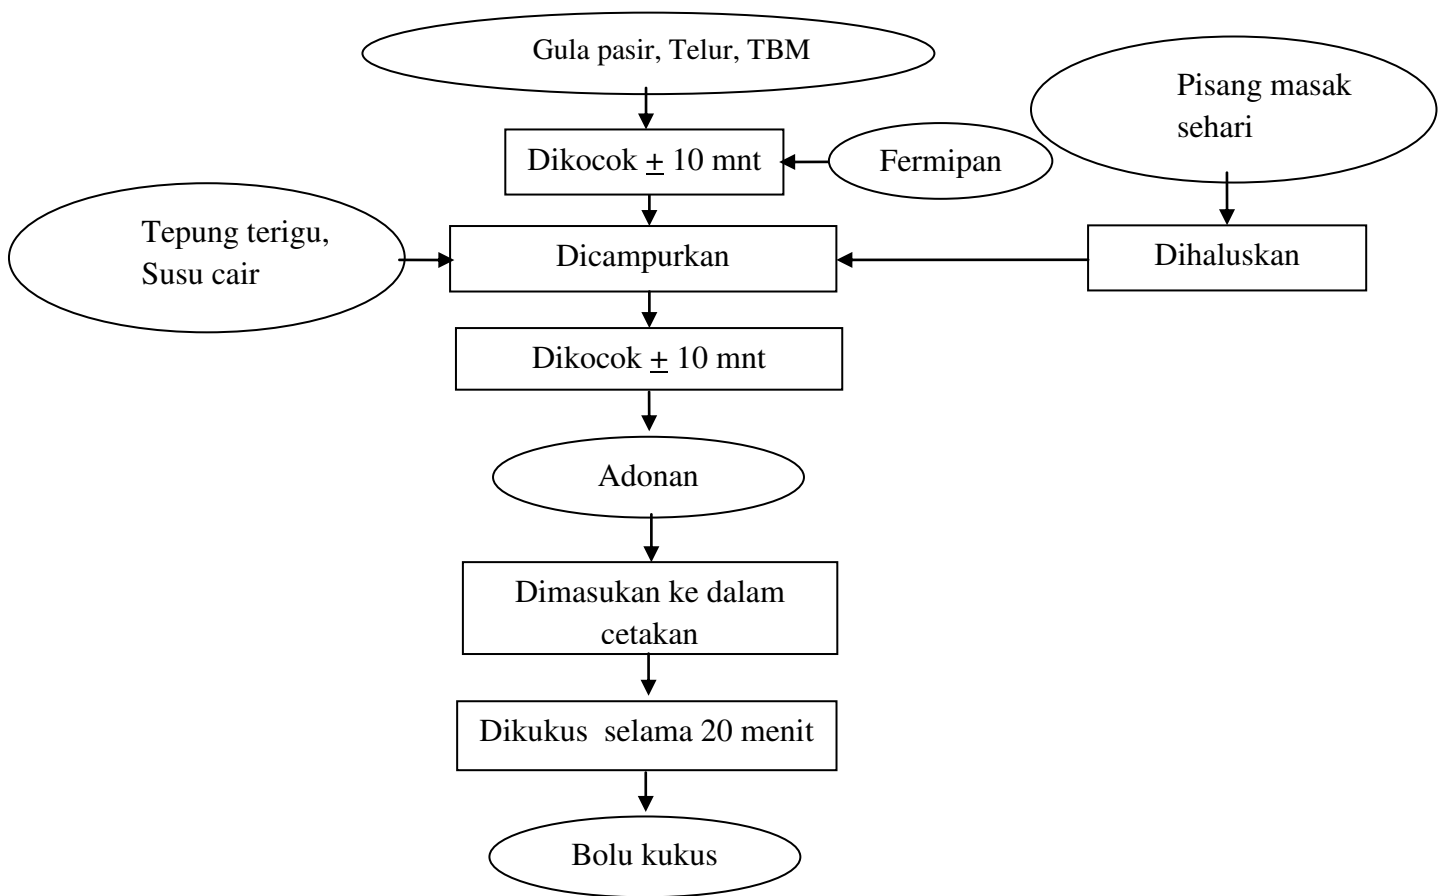 Gula pasir, Telur, TBM
Pisang masak
sehari
Dikocok ± 10 mnt
Fermipan
Tepung terigu,
Susu cair
Dicampurkan
Dihaluskan
Dikocok ± 10 mnt
Adonan
Dimasukan ke dalam
cetakan
Dikukus  selama 20 menit
Bolu kukus